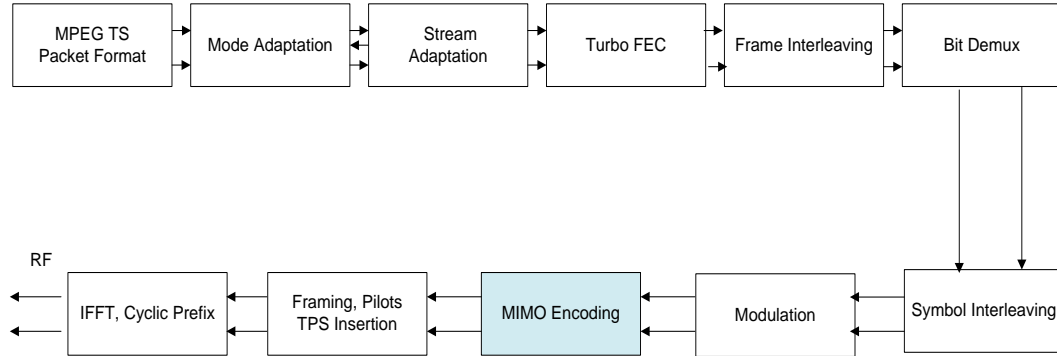 MPEG TS
Packet Format
Mode Adaptation
Stream
Adaptation
Turbo FEC
Frame Interleaving
Bit Demux
RF
IFFT, Cyclic Prefix
Framing, Pilots
TPS Insertion
MIMO Encoding
Modulation
Symbol Interleaving